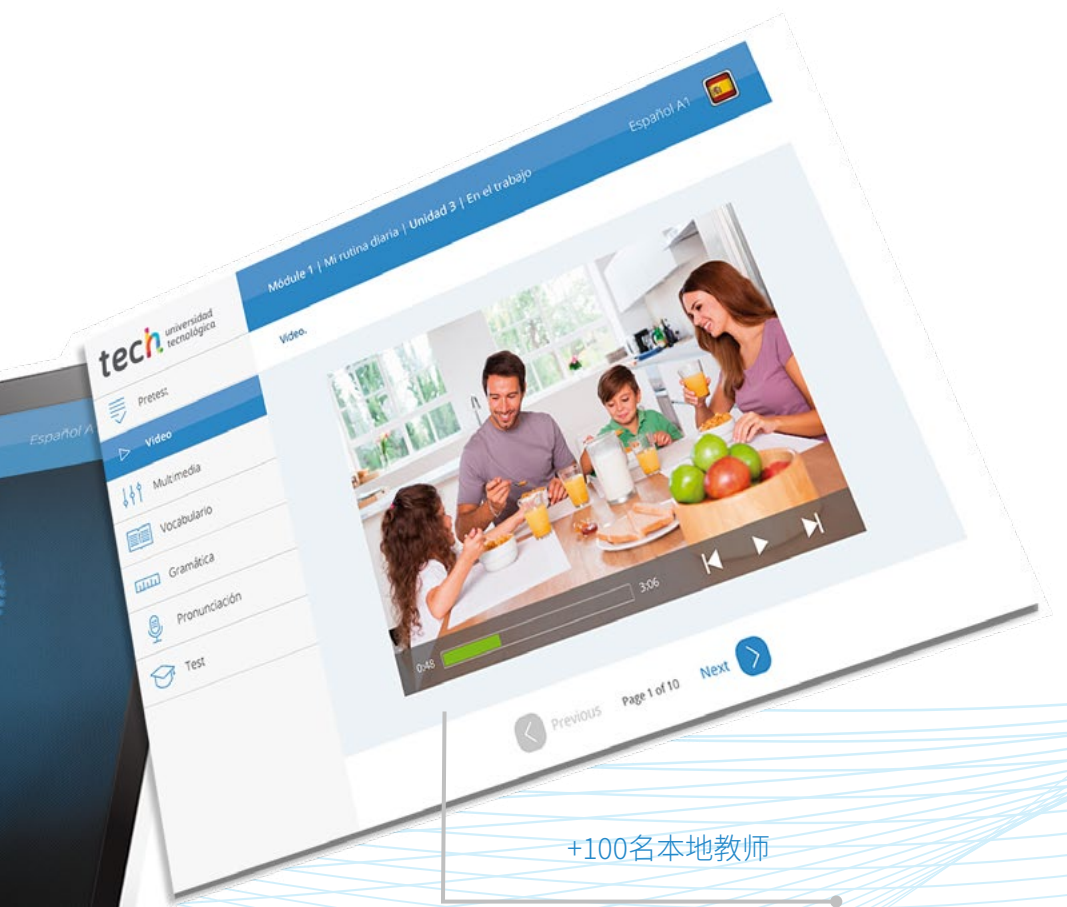 Español A1
Módule 1 | Mi rutina diaria | Unidad 3 | En el trabajo
tech universidad
tecnológica
Video.
Pretest
Video
Multimedia
Vocabulario
Gramática
Pronunciación
Test
0:48
3:06
Previous
Page 1 of 10
Next
Español A
+100名本地教师